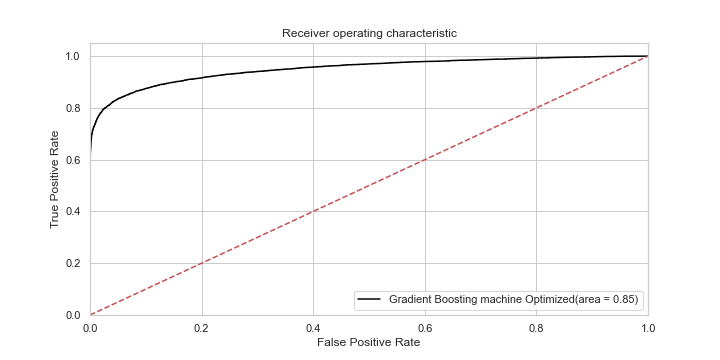 Receiver operating characteristic
True Positive Rate
1.0
0.8
0.6
0.4
0.2
0.0
Gradient Boosting machine Optimized(area = 0.85)
0.0 0.2 0.4 0.6 0.8 1.0
False Positive Rate